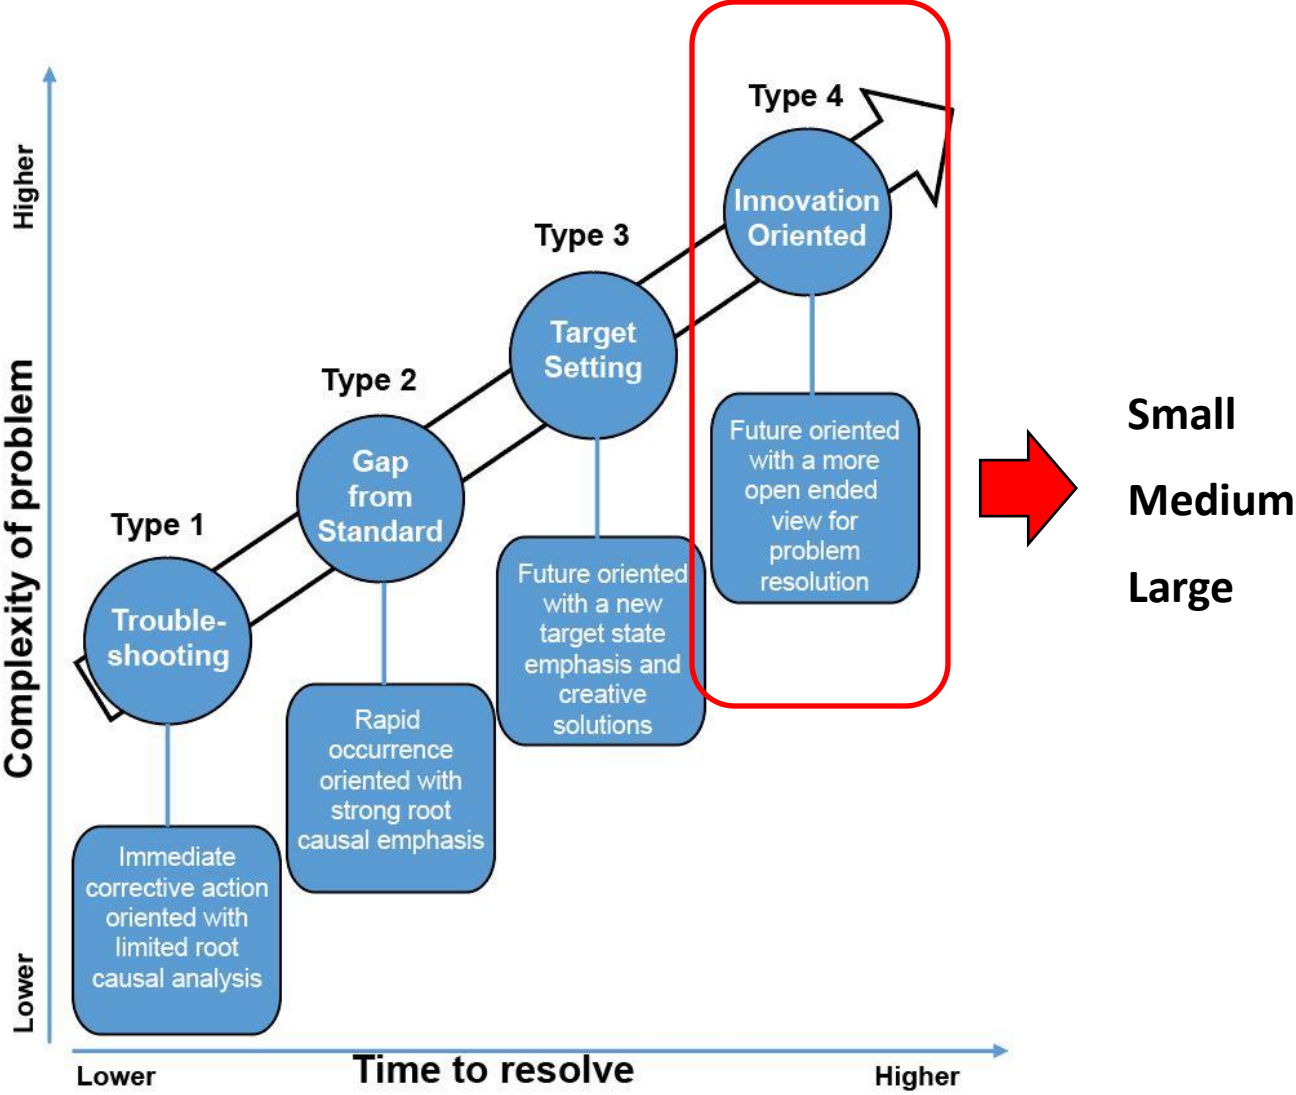 Type 4
Innovation
Oriented
Type 3
Target
Setting
Type 2
Gap
from
Standard
Type 1
Trouble-
shooting
Future oriented
with a more
open ended
view for
problem
resolution
Future oriented
with a new
target state
emphasis and
creative
solutions
Rapid
occurrence
oriented with
strong root
causal emphasis
Immediate
corrective action
oriented with
limited root
causal analysis
Small
Medium
Large
Higher
Complexity of problem
Lower
Lower
Time to resolve
Higher